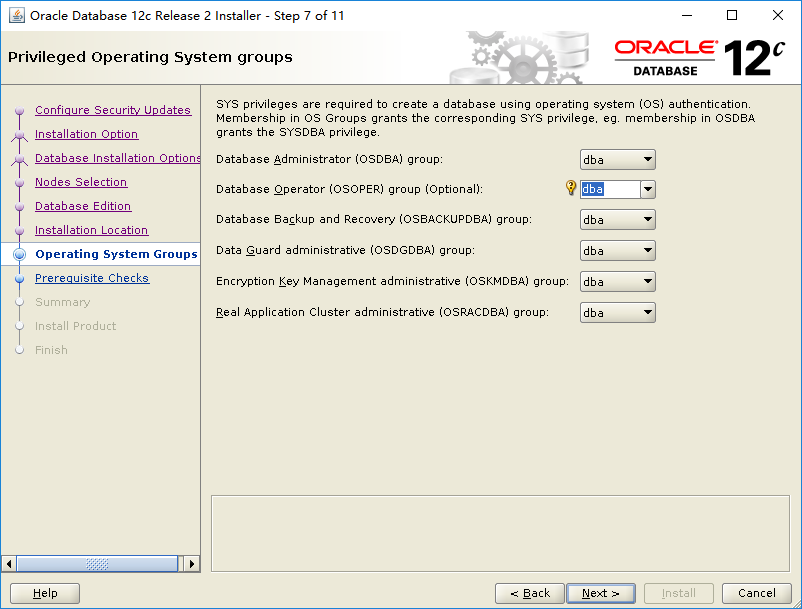 Oracle Database 12c Release 2 Installer - Step 7 of 11
Privileged Operating System groups
ORACLE®
DATABASE
12c
Configure Security Updates
Installation Option
Database Installation Options
Nodes Selection
Database Edition
Installation Location
Operating System Groups
Prerequisite Checks
Summary
Install Product
Finish
SYS privileges are required to create a database using operating system (OS) authentication.
Membership in OS Groups grants the corresponding SYS privilege, eg. membership in OSDBA
grants the SYSDBA privilege.
Database Administrator (OSDBA) group: dba
Database Operator (OSOPER) group (Optional): dba
Database Backup and Recovery (OSBACKUPDBA) group: dba
Data Guard administrative (OSDGDBA) group: dba
Encryption Key Management administrative (OSKMDBA) group: dba
Real Application Cluster administrative (OSRACDBA) group: dba
Help
< Back
Next >
Install
Cancel